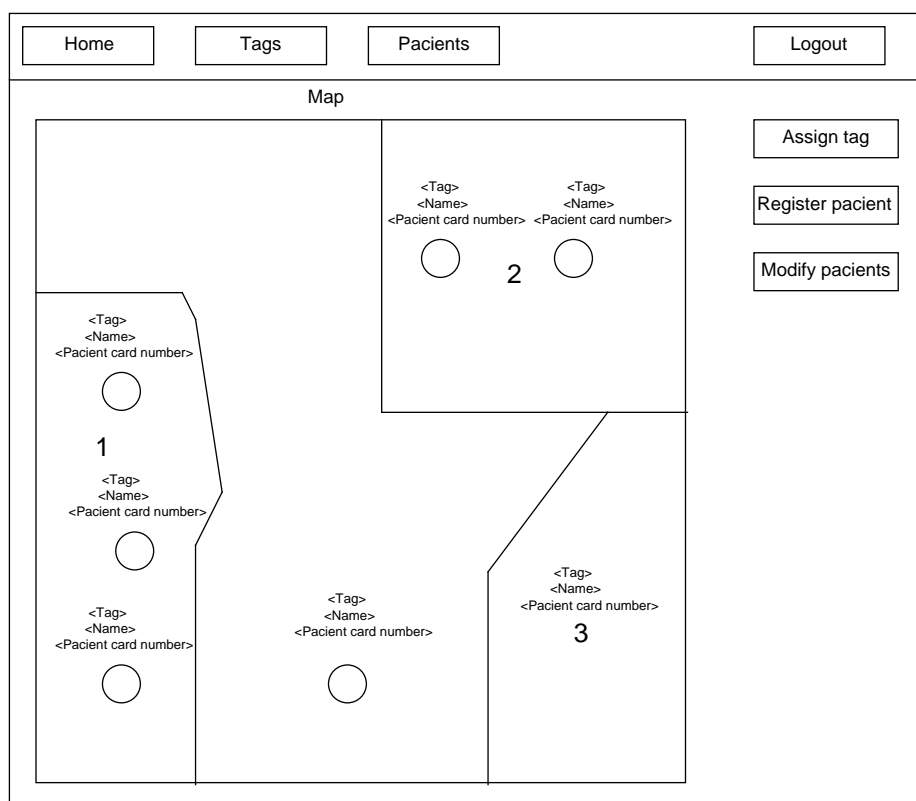 Home
Tags
Pacients
Logout
Map
Assign tag
Register pacient
Modify pacients
<Tag>
<Name>
<Pacient card number>
<Tag>
<Name>
<Pacient card number>
2
<Tag>
<Name>
<Pacient card number>
1
<Tag>
<Name>
<Pacient card number>
<Tag>
<Name>
<Pacient card number>
<Tag>
<Name>
<Pacient card number>
<Tag>
<Name>
<Pacient card number>
3